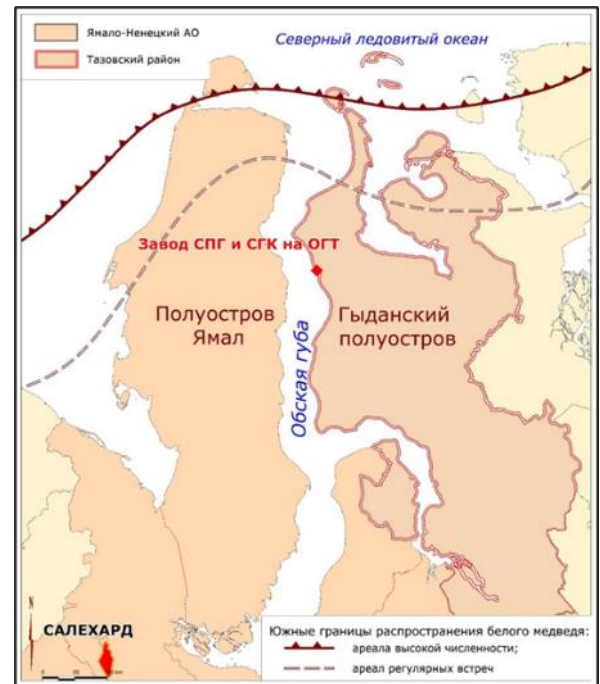 Ямало-Ненецкий АО
Тазовский район
Северный ледовитый океан
Завод СПГ и СГК на ОГТ
Полуостров
Ямал
Обская губа
Гыданский
полуостров
САЛЕХАРД
Южные границы распространения белого медведя:
ареала высокой численности;
ареал регулярных встреч